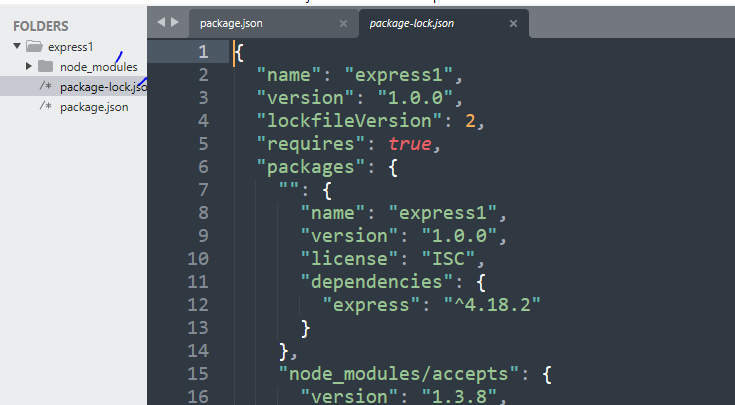 FOLDERS
express1
node_modules
/* package-lock.jso
/* package.json
package.json ×
package-lock.json ×
1 {
2 "name": "express1",
3 "version": "1.0.0",
4 "lockfileVersion": 2,
5 "requires": true,
6 "packages": {
7 "": {
8 "name": "express1",
9 "version": "1.0.0",
10 "license": "ISC",
11 "dependencies": {
12 "express": "^4.18.2"
13 }
14 },
15 "node_modules/accepts": {
16 "version": "1.3.8",